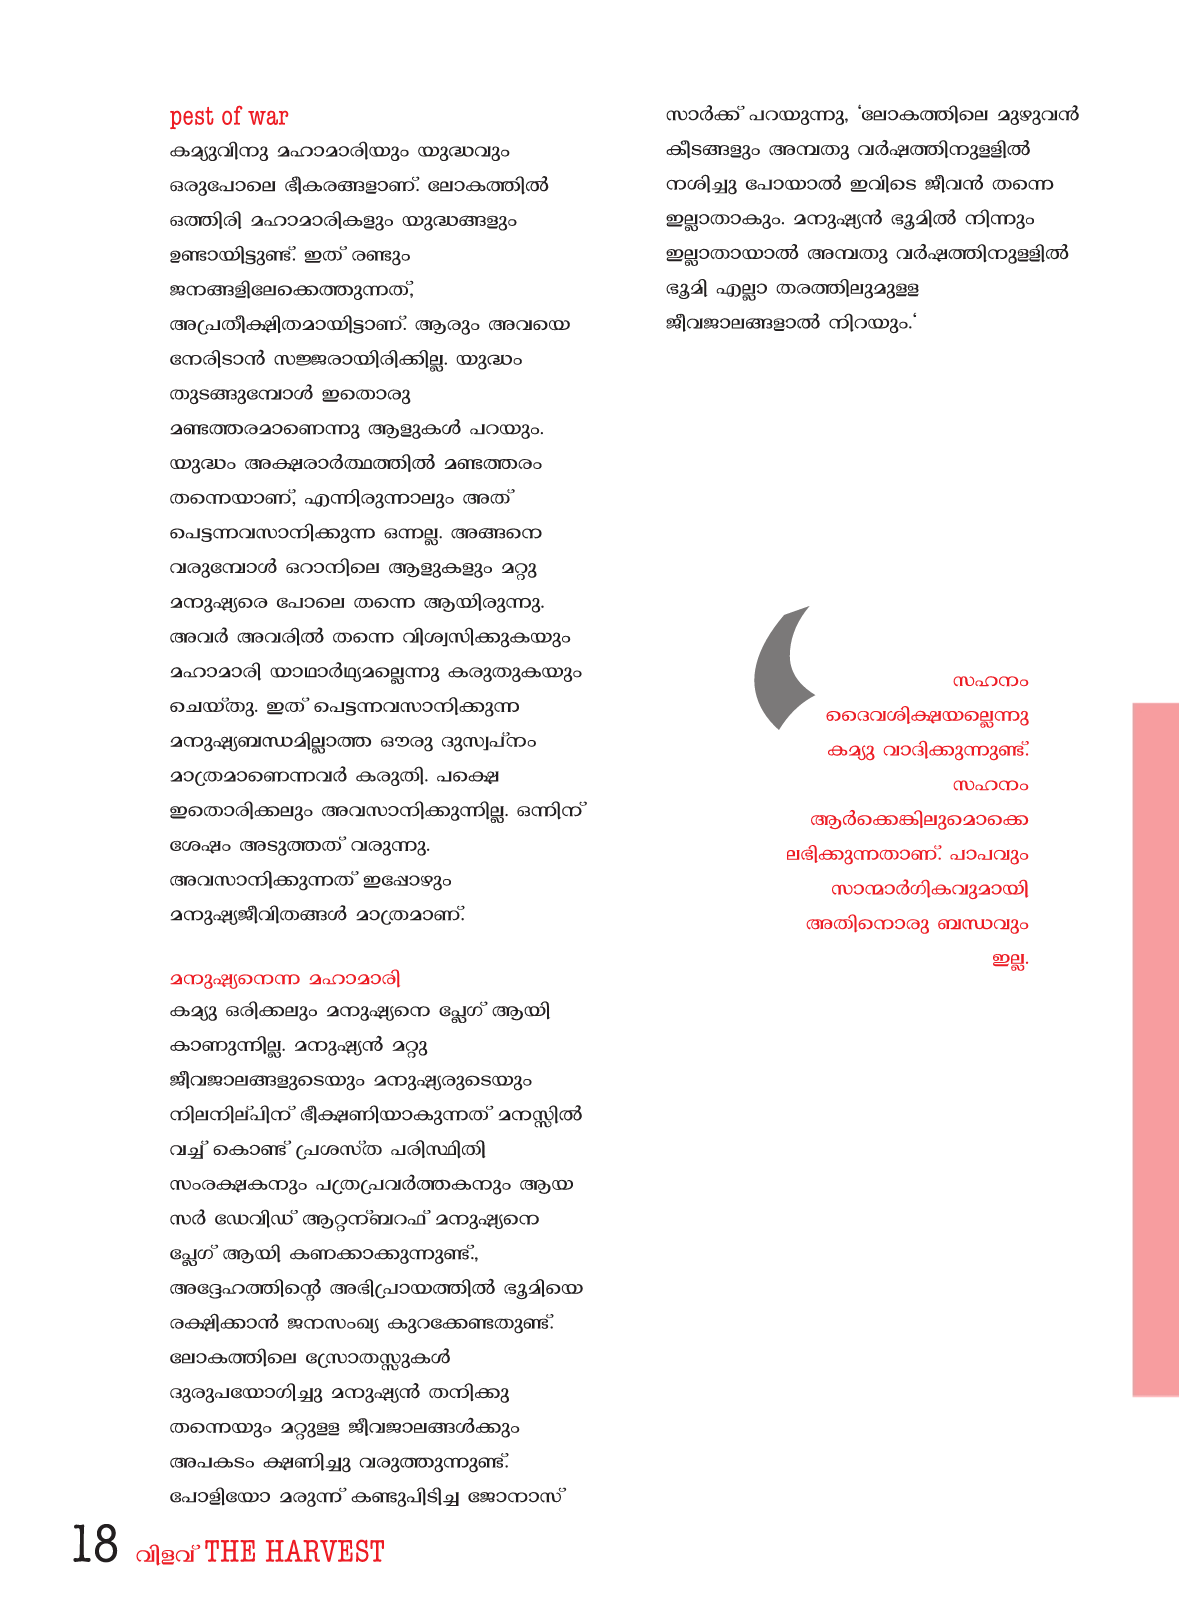 pest of war
കമ്യുവിനു മഹാമാരിയും യുദ്ധവും
ഒരുപോലെ ഭീകരങ്ങളാണ്. ലോകത്തിൽ
ഒത്തിരി മഹാമാരികളും യുദ്ധങ്ങളും
ഉണ്ടായിട്ടുണ്ട്. ഇത് രണ്ടും
ജനങ്ങളിലേക്കെത്തുന്നത്,
അപ്രതീക്ഷിതമായിട്ടാണ്. ആരും അവയെ
നേരിടാൻ സജ്ജരായിരിക്കില്ല. യുദ്ധം
തുടങ്ങുമ്പോൾ ഇതൊരു
മണ്ടത്തരമാണെന്നു ആളുകൾ പറയും.
യുദ്ധം അക്ഷരാർത്ഥത്തിൽ മണ്ടത്തരം
തന്നെയാണ്, എന്നിരുന്നാലും അത്
പെട്ടന്നവസാനിക്കുന്ന ഒന്നല്ല. അങ്ങനെ
വരുമ്പോൾ ഒറാനിലെ ആളുകളും മറ്റു
മനുഷ്യരെ പോലെ തന്നെ ആയിരുന്നു.
അവർ അവരിൽ തന്നെ വിശ്വസിക്കുകയും
മഹാമാരി യാഥാർഥ്യമല്ലെന്നു കരുതുകയും
ചെയ്തു. ഇത് പെട്ടന്നവസാനിക്കുന്ന
മനുഷ്യബന്ധമില്ലാത്ത ഔരു ദുസ്വപ്നം
മാത്രമാണെന്നവർ കരുതി. പക്ഷെ
ഇതൊരിക്കലും അവസാനിക്കുന്നില്ല. ഒന്നിന്
ശേഷം അടുത്തത് വരുന്നു.
അവസാനിക്കുന്നത് ഇപ്പോഴും
മനുഷ്യജീവിതങ്ങൾ മാത്രമാണ്.
മനുഷ്യനെന്ന മഹാമാരി
കമ്യു ഒരിക്കലും മനുഷ്യനെ പ്ലേഗ് ആയി
കാണുന്നില്ല. മനുഷ്യൻ മറ്റു
ജീവജാലങ്ങളുടെയും മനുഷ്യരുടെയും
നിലനില്പിന് ഭീക്ഷണിയാകുന്നത് മനസ്സിൽ
വച്ച് കൊണ്ട് പ്രശസ്ത പരിസ്ഥിതി
സംരക്ഷകനും പത്രപ്രവർത്തകനും ആയ
സർ ഡേവിഡ് ആറ്റന്ബറഫ് മനുഷ്യനെ
പ്ലേഗ് ആയി കണക്കാക്കുന്നുണ്ട്.,
അദ്ദേഹത്തിന്റെ അഭിപ്രായത്തിൽ ഭൂമിയെ
രക്ഷിക്കാൻ ജനസംഖ്യ കുറക്കേണ്ടതുണ്ട്.
ലോകത്തിലെ സ്രോതസ്സുകൾ
ദുരുപയോഗിച്ചു മനുഷ്യൻ തനിക്കു
തന്നെയും മറ്റുളള ജീവജാലങ്ങൾക്കും
അപകടം ക്ഷണിച്ചു വരുത്തുന്നുണ്ട്.
പോളിയോ മരുന്ന് കണ്ടുപിടിച്ച ജോനാസ്
സാർക്ക് പറയുന്നു, ‘ലോകത്തിലെ മുഴുവൻ
കീടങ്ങളും അമ്പതു വർഷത്തിനുളളിൽ
നശിച്ചു പോയാൽ ഇവിടെ ജീവൻ തന്നെ
ഇല്ലാതാകും. മനുഷ്യൻ ഭൂമിൽ നിന്നും
ഇല്ലാതായാൽ അമ്പതു വർഷത്തിനുളളിൽ
ഭൂമി എല്ലാ തരത്തിലുമുളള
ജീവജാലങ്ങളാൽ നിറയും.‘
സഹനം
ദൈവശിക്ഷയല്ലെന്നു
കമ്യു വാദിക്കുന്നുണ്ട്.
സഹനം
ആർക്കെങ്കിലുമൊക്കെ
ലഭിക്കുന്നതാണ്. പാപവും
സാന്മാർഗികവുമായി
അതിനൊരു ബന്ധവും
ഇല്ല.
18 വിളവ് THE HARVEST